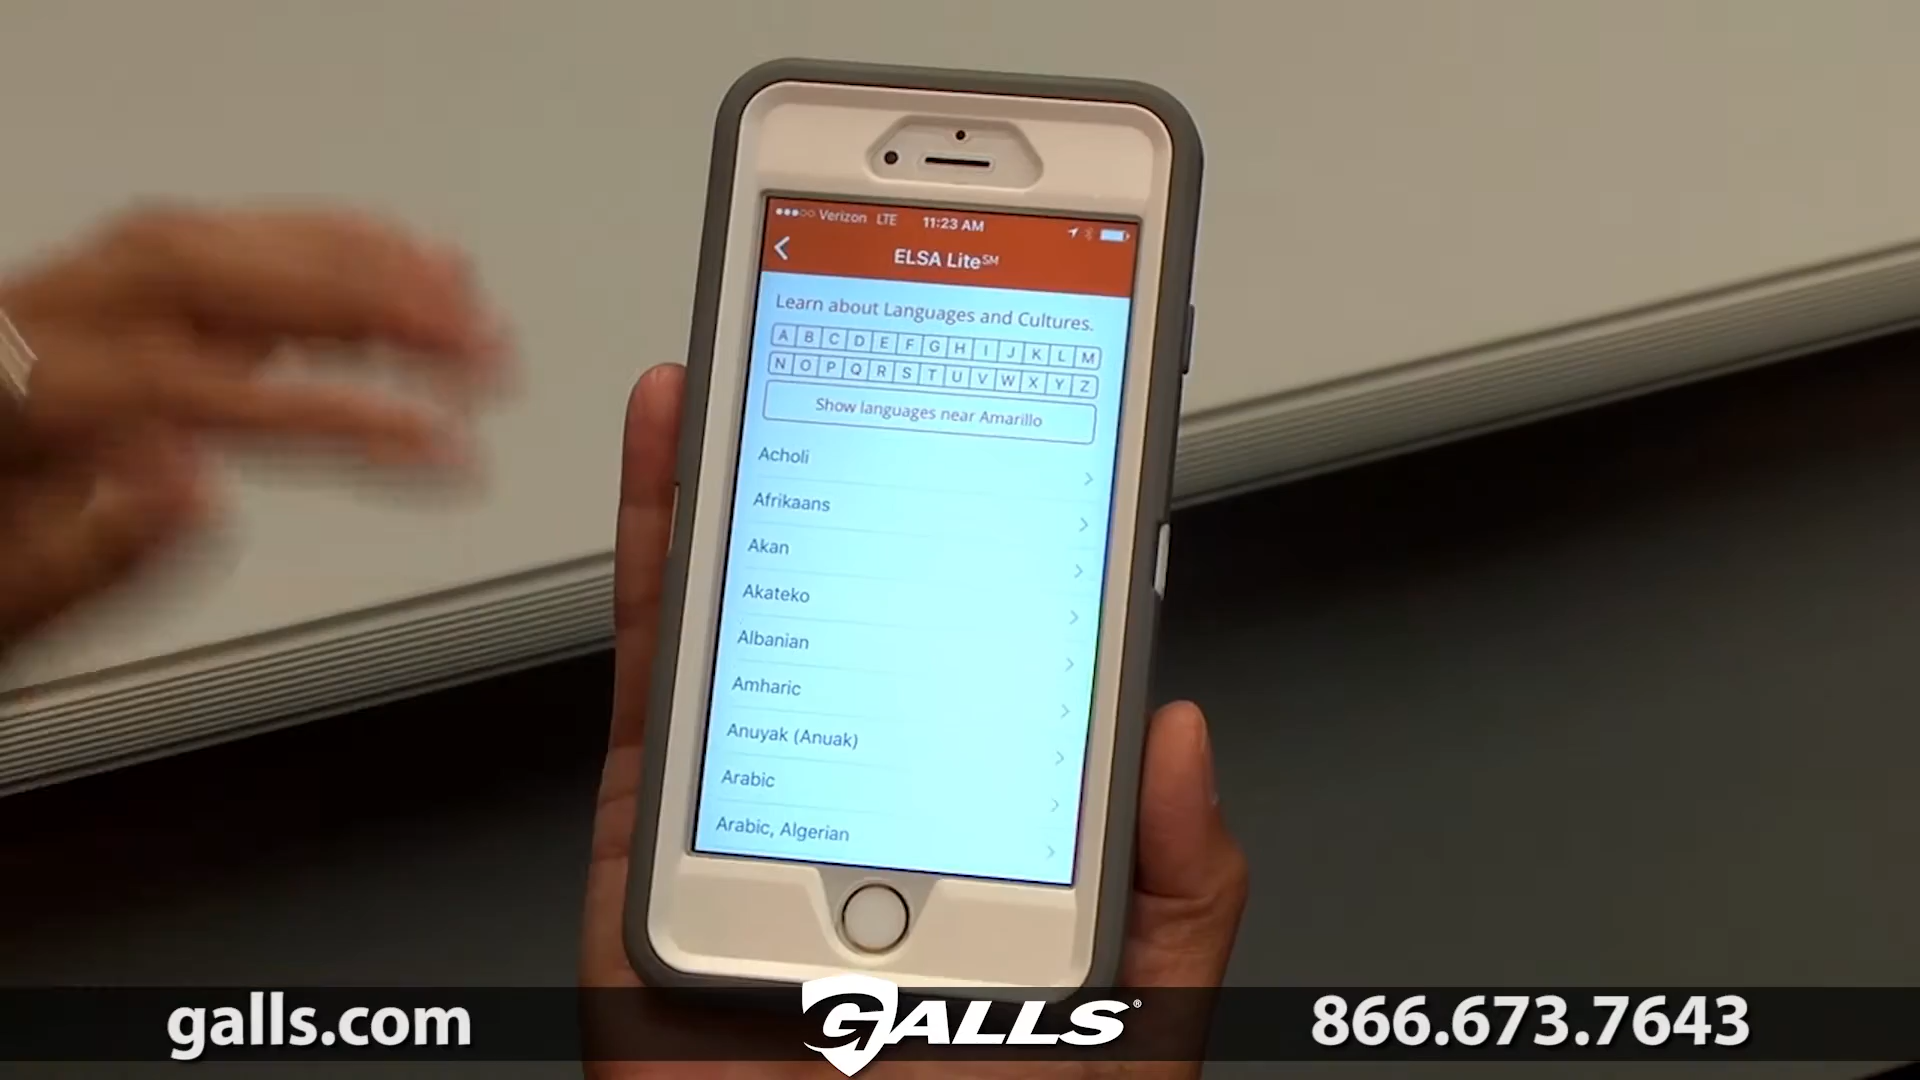 Verizon LTE 11:23 AM
ELSA Lite℠
Learn about Languages and Cultures.
A B C D E F G H I J K L M
N O P Q R S T U V W X Y Z
Show languages near Amarillo
Acholi
Afrikaans
Akan
Akateko
Albanian
Amharic
Anuyak (Anuak)
Arabic
Arabic, Algerian
galls.com GALLS® 866.673.7643